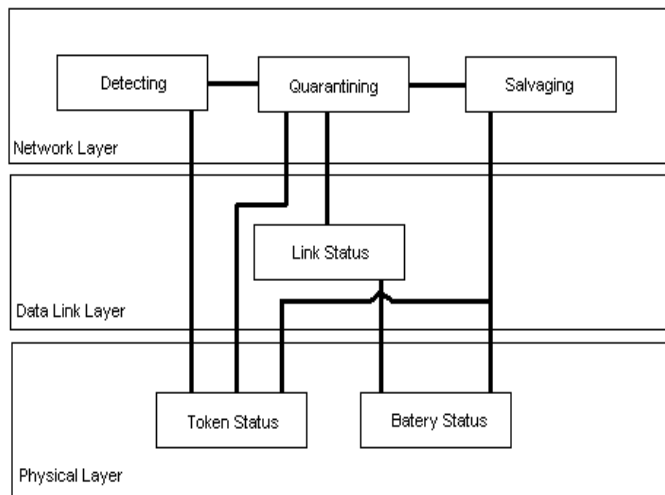 Detecting
Quarantining
Salvaging
Network Layer
Link Status
Data Link Layer
Token Status
Batery Status
Physical Layer